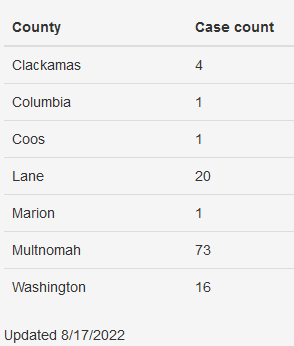 County Case count
Clackamas 4
Columbia 1
Coos 1
Lane 20
Marion 1
Multnomah 73
Washington 16
Updated 8/17/2022